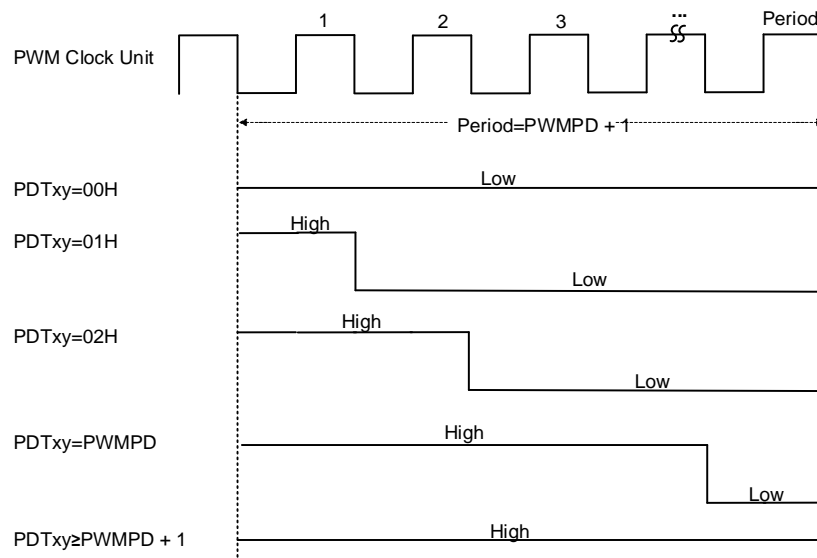 1 2 3 ... Period
PWM Clock Unit
Period=PWMPD + 1
PDTxy=00H
Low
PDTxy=01H
High
Low
PDTxy=02H
High
Low
PDTxy=PWMPD
High
Low
PDTxy≥PWMPD + 1
High